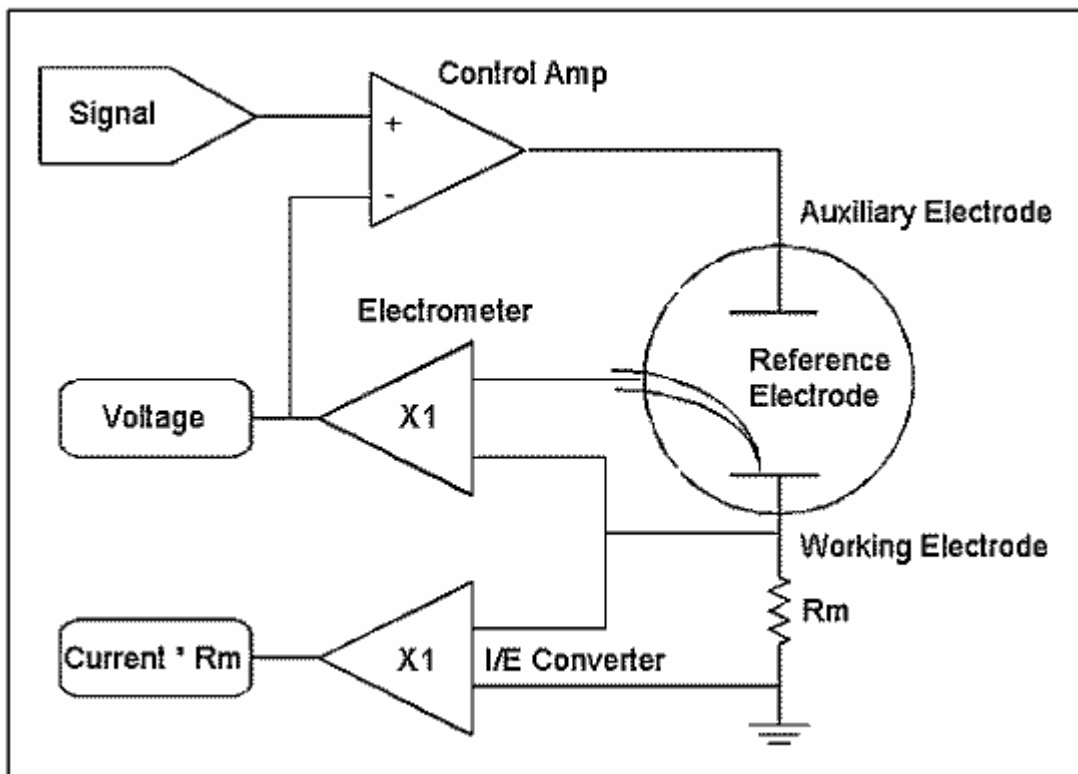 Control Amp
Signal
+
-
Auxiliary Electrode
Electrometer
Reference
Electrode
Voltage
X1
Working Electrode
Rm
Current * Rm
X1
I/E Converter